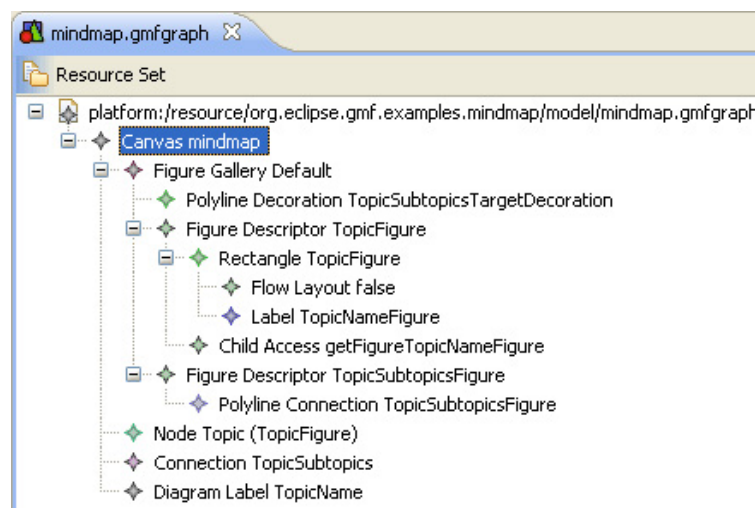 mindmap.gmfgraph
Resource Set
platform:/resource/org.eclipse.gmf.examples.mindmap/model/mindmap.gmfgraph
Canvas mindmap
Figure Gallery Default
Polyline Decoration TopicSubtopicsTargetDecoration
Figure Descriptor TopicFigure
Rectangle TopicFigure
Flow Layout false
Label TopicNameFigure
Child Access getFigureTopicNameFigure
Figure Descriptor TopicSubtopicsFigure
Polyline Connection TopicSubtopicsFigure
Node Topic (TopicFigure)
Connection TopicSubtopics
Diagram Label TopicName